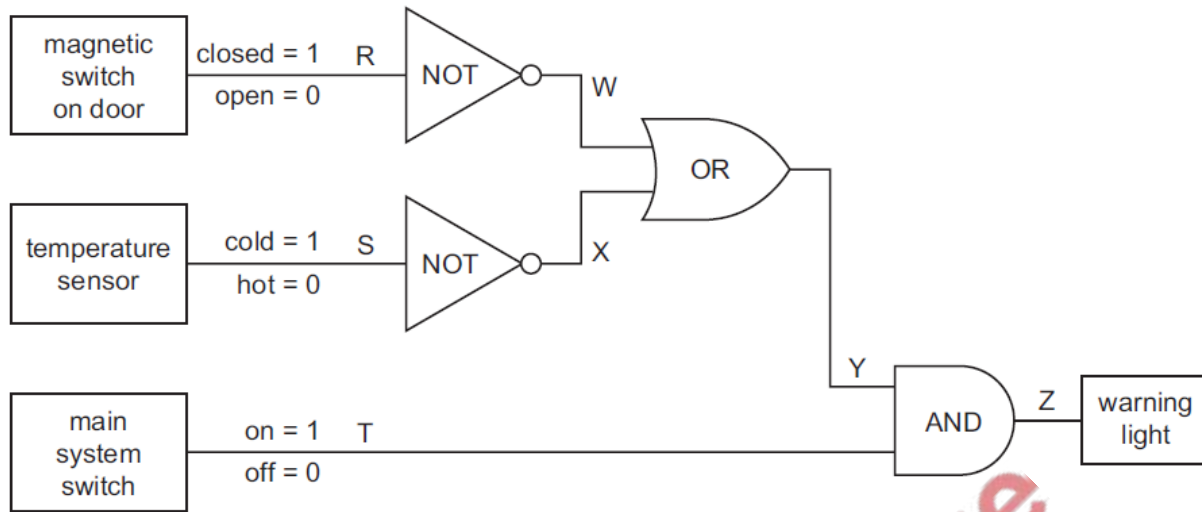 magnetic
switch
on door
closed = 1 R
open = 0
NOT
W
OR
temperature
sensor
cold = 1 S
hot = 0
NOT
X
main
system
switch
on = 1 T
off = 0
Y
AND
Z
warning
light